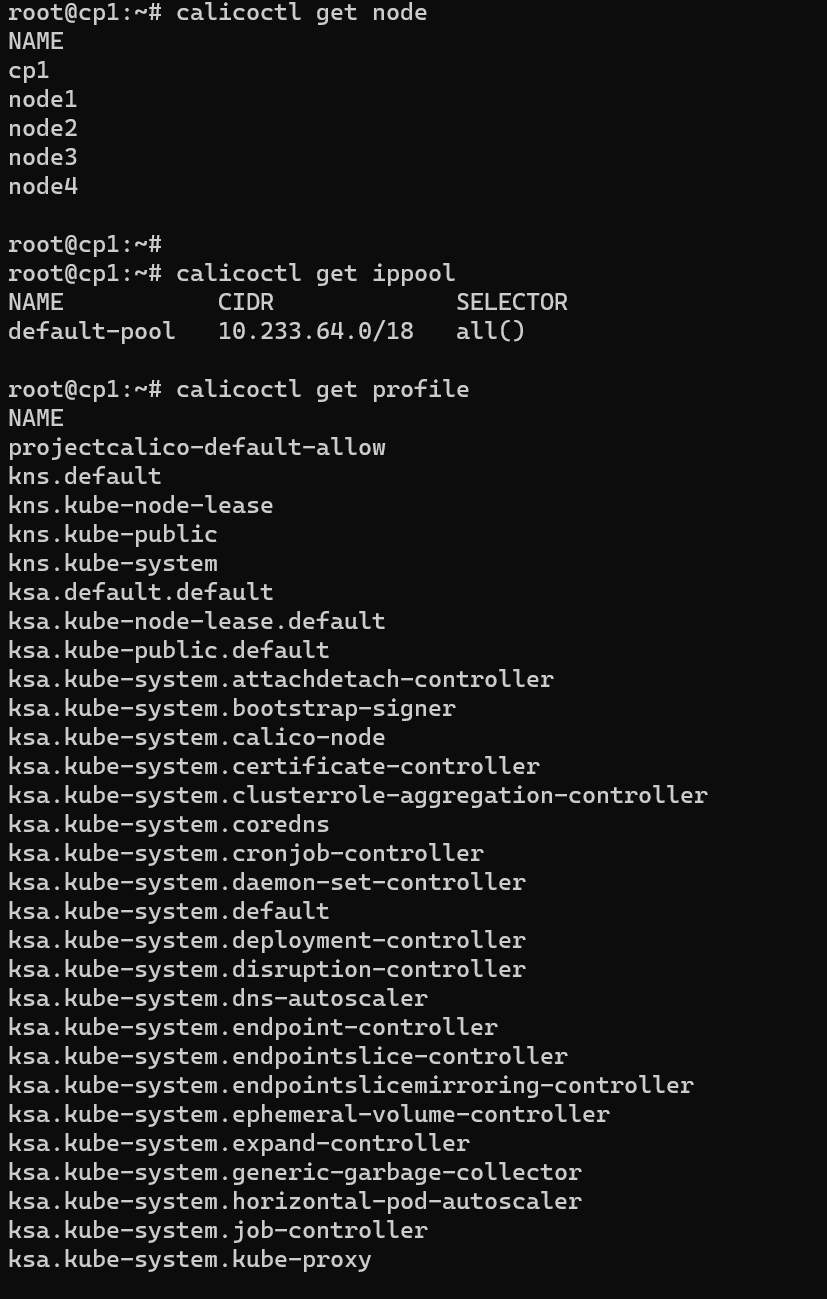 root@cp1:~# calicoctl get node
NAME
cp1
node1
node2
node3
node4
root@cp1:~#
root@cp1:~# calicoctl get ippool
NAME           CIDR             SELECTOR
default-pool   10.233.64.0/18   all()
root@cp1:~# calicoctl get profile
NAME
projectcalico-default-allow
kns.default
kns.kube-node-lease
kns.kube-public
kns.kube-system
ksa.default.default
ksa.kube-node-lease.default
ksa.kube-public.default
ksa.kube-system.attachdetach-controller
ksa.kube-system.bootstrap-signer
ksa.kube-system.calico-node
ksa.kube-system.certificate-controller
ksa.kube-system.clusterrole-aggregation-controller
ksa.kube-system.coredns
ksa.kube-system.cronjob-controller
ksa.kube-system.daemon-set-controller
ksa.kube-system.default
ksa.kube-system.deployment-controller
ksa.kube-system.disruption-controller
ksa.kube-system.dns-autoscaler
ksa.kube-system.endpoint-controller
ksa.kube-system.endpointslice-controller
ksa.kube-system.endpointslicemirroring-controller
ksa.kube-system.ephemeral-volume-controller
ksa.kube-system.expand-controller
ksa.kube-system.generic-garbage-collector
ksa.kube-system.horizontal-pod-autoscaler
ksa.kube-system.job-controller
ksa.kube-system.kube-proxy